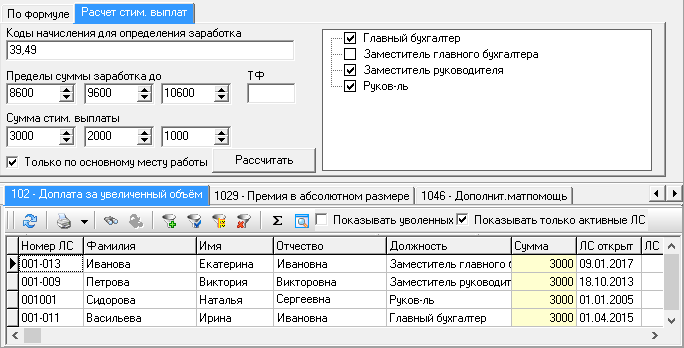 По формуле Расчет стим. выплат
Коды начисления для определения заработка
39,49
Пределы суммы заработка до ТФ
8600 9600 10600
Сумма стим. выплаты
3000 2000 1000
Только по основному месту работы Рассчитать
Главный бухгалтер
Заместитель главного бухгалтера
Заместитель руководителя
Руков-ль
102 - Доплата за увеличенный объём 1029 - Премия в абсолютном размере 1046 - Дополнит.матпомощь
Σ Показывать уволенных Показывать только активные ЛС
Номер ЛС Фамилия Имя Отчество Должность Сумма ЛС открыт ЛС
001-013 Иванова Екатерина Ивановна Заместитель главного б 3000 09.01.2017
001-009 Петрова Виктория Викторовна Заместитель руководит 3000 18.10.2013
001001 Сидорова Наталья Сергеевна Руков-ль 3000 01.01.2005
001-011 Васильева Ирина Ивановна Главный бухгалтер 3000 01.04.2015